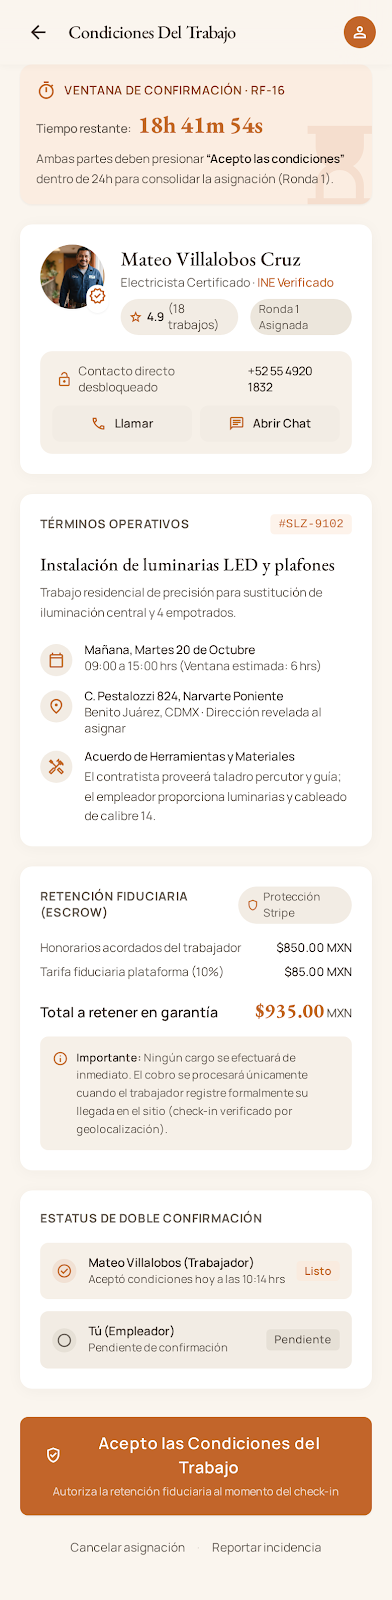 Condiciones Del Trabajo
VENTANA DE CONFIRMACIÓN · RF-16
Tiempo restante: 18h 41m 54s
Ambas partes deben presionar “Acepto las condiciones”
dentro de 24h para consolidar la asignación (Ronda 1).
Mateo Villalobos Cruz
Electricista Certificado · INE Verificado
4.9 (18
trabajos)
Ronda 1
Asignada
Contacto directo
desbloqueado
+52 55 4920
1832
Llamar
Abrir Chat
TÉRMINOS OPERATIVOS
#SLZ-9102
Instalación de luminarias LED y plafones
Trabajo residencial de precisión para sustitución de
iluminación central y 4 empotrados.
Mañana, Martes 20 de Octubre
09:00 a 15:00 hrs (Ventana estimada: 6 hrs)
C. Pestalozzi 824, Narvarte Poniente
Benito Juárez, CDMX · Dirección revelada al
asignar
Acuerdo de Herramientas y Materiales
El contratista proveerá taladro percutor y guía;
el empleador proporciona luminarias y cableado
de calibre 14.
RETENCIÓN FIDUCIARIA
(ESCROW)
Protección
Stripe
Honorarios acordados del trabajador $850.00 MXN
Tarifa fiduciaria plataforma (10%) $85.00 MXN
Total a retener en garantía $935.00 MXN
Importante: Ningún cargo se efectuará de
inmediato. El cobro se procesará únicamente
cuando el trabajador registre formalmente su
llegada en el sitio (check-in verificado por
geolocalización).
ESTATUS DE DOBLE CONFIRMACIÓN
Mateo Villalobos (Trabajador)
Aceptó condiciones hoy a las 10:14 hrs
Listo
Tú (Empleador)
Pendiente de confirmación
Pendiente
Acepto las Condiciones del
Trabajo
Autoriza la retención fiduciaria al momento del check-in
Cancelar asignación · Reportar incidencia